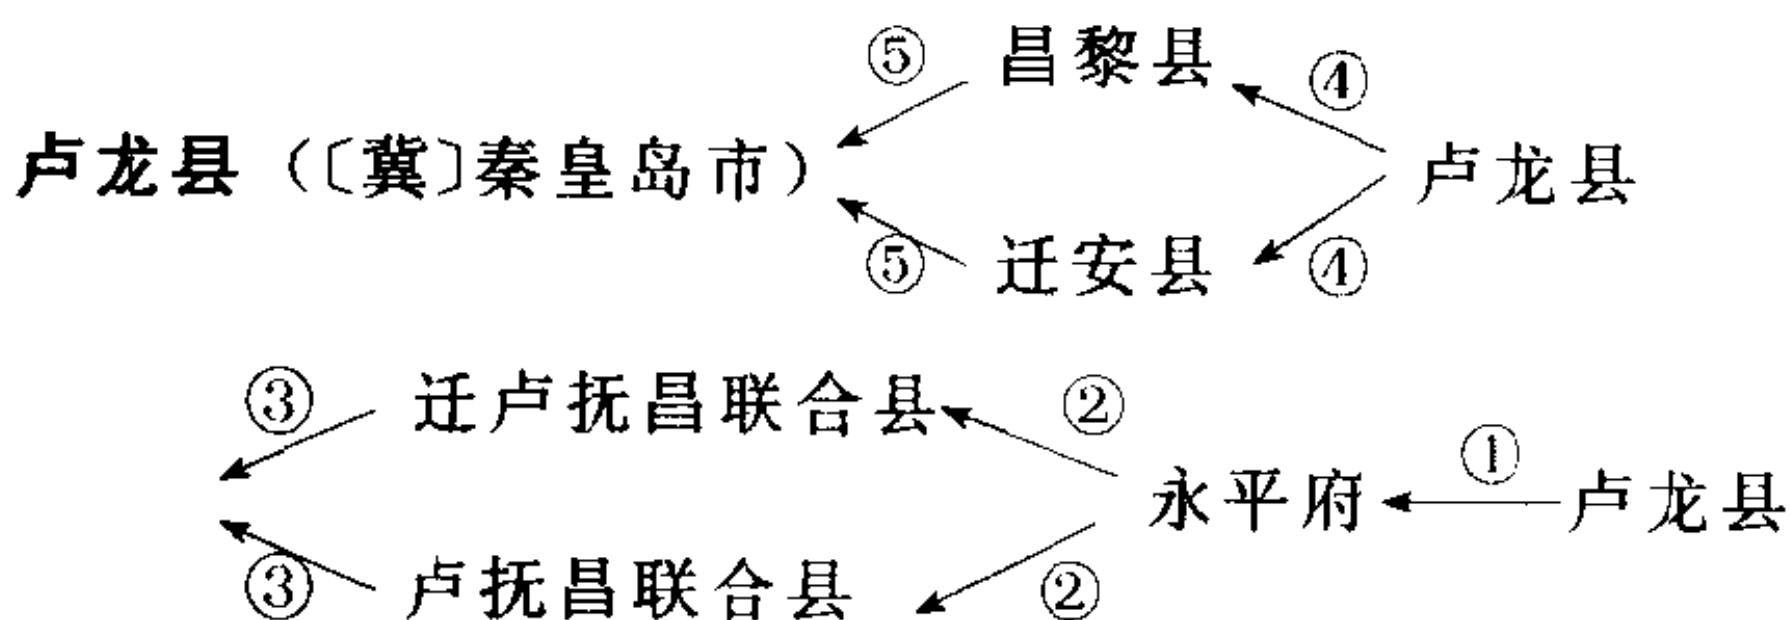 ⑤ 昌黎县 ④
卢龙县（〔冀〕秦皇岛市） 卢龙县
⑤ 迁安县 ④
③ 迁卢抚昌联合县 ②
永平府 ① 卢龙县
③ 卢抚昌联合县 ②